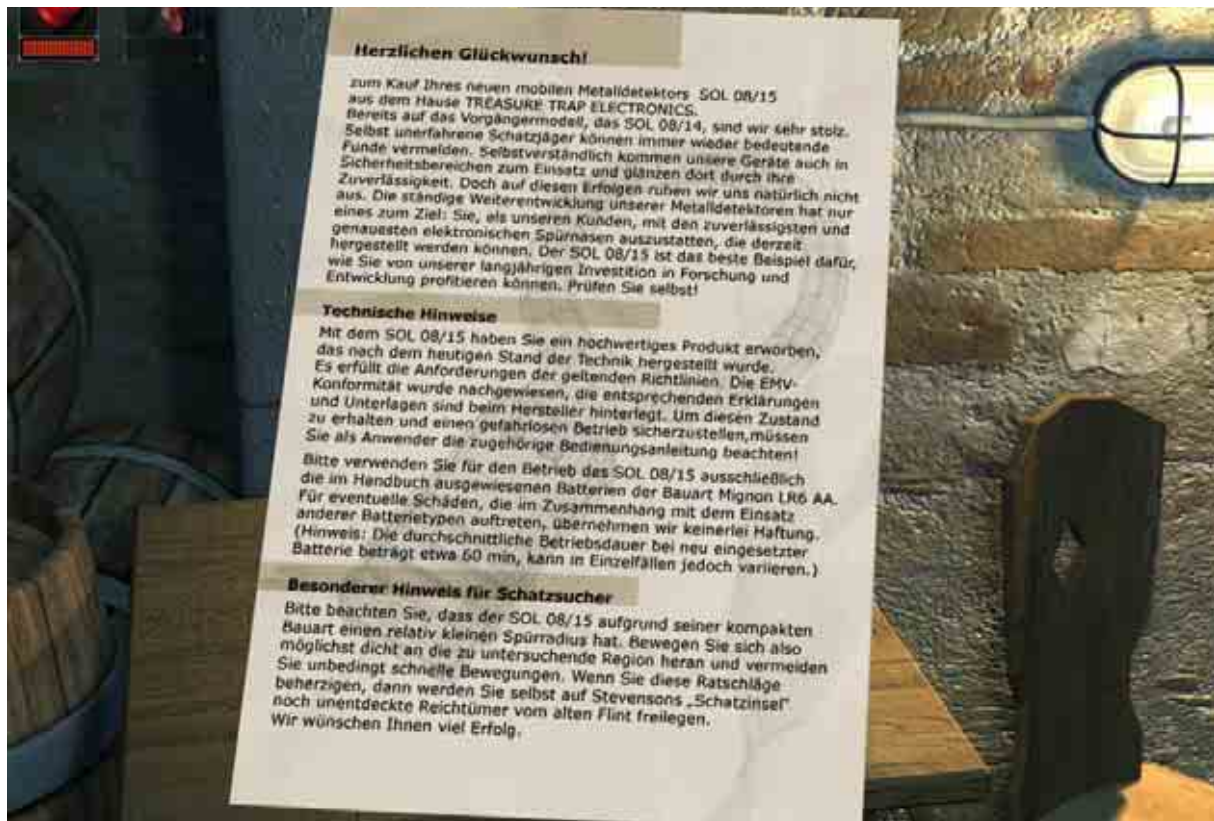 Herzlichen Glückwunsch!
zum Kauf Ihres neuen mobilen Metalldetektors SOL 08/15
aus dem Hause TREASURE TRAP ELECTRONICS.
Bereits auf das Vorgängermodell, das SOL 08/14, sind wir sehr stolz.
Selbst unerfahrene Schatzjäger können immer wieder bedeutende
Funde vermelden. Selbstverständlich kommen unsere Geräte auch in
Sicherheitsbereichen zum Einsatz und glänzen dort durch ihre
Zuverlässigkeit. Doch auf diesen Erfolgen ruhen wir uns natürlich nicht
aus. Die ständige Weiterentwicklung unserer Metalldetektoren hat nur
eines zum Ziel: Sie, als unseren Kunden, mit den zuverlässigsten und
genauesten elektronischen Spürnasen auszustatten, die derzeit
hergestellt werden können. Der SOL 08/15 ist das beste Beispiel dafür,
wie Sie von unserer langjährigen Investition in Forschung und
Entwicklung profitieren können. Prüfen Sie selbst!
Technische Hinweise
Mit dem SOL 08/15 haben Sie ein hochwertiges Produkt erworben,
das nach dem heutigen Stand der Technik hergestellt wurde.
Es erfüllt die Anforderungen der geltenden Richtlinien. Die EMV-
Konformität wurde nachgewiesen, die entsprechenden Erklärungen
und Unterlagen sind beim Hersteller hinterlegt. Um diesen Zustand
zu erhalten und einen gefahrlosen Betrieb sicherzustellen,müssen
Sie als Anwender die zugehörige Bedienungsanleitung beachten!
Bitte verwenden Sie für den Betrieb des SOL 08/15 ausschließlich
die im Handbuch ausgewiesenen Batterien der Bauart Mignon LR6 AA.
Für eventuelle Schäden, die im Zusammenhang mit dem Einsatz
anderer Batterietypen auftreten, übernehmen wir keinerlei Haftung.
(Hinweis: Die durchschnittliche Betriebsdauer bei neu eingesetzter
Batterie beträgt etwa 60 min, kann in Einzelfällen jedoch variieren.)
Besonderer Hinweis für Schatzsucher
Bitte beachten Sie, dass der SOL 08/15 aufgrund seiner kompakten
Bauart einen relativ kleinen Spürradius hat. Bewegen Sie sich also
möglichst dicht an die zu untersuchende Region heran und vermeiden
Sie unbedingt schnelle Bewegungen. Wenn Sie diese Ratschläge
beherzigen, dann werden Sie selbst auf Stevensons „Schatzinsel"
noch unentdeckte Reichtümer vom alten Flint freilegen.
Wir wünschen Ihnen viel Erfolg.